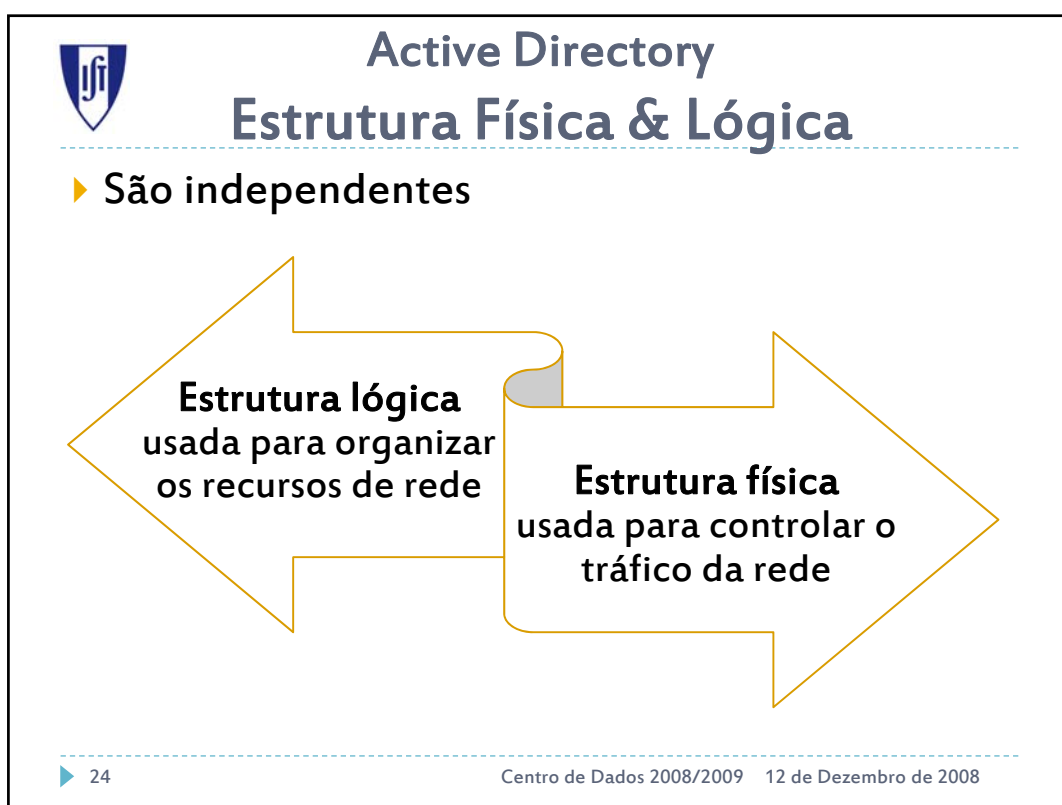 IST
Active Directory
Estrutura Física & Lógica
São independentes
Estrutura lógica
usada para organizar
os recursos de rede
Estrutura física
usada para controlar o
tráfico da rede
24
Centro de Dados 2008/2009 12 de Dezembro de 2008